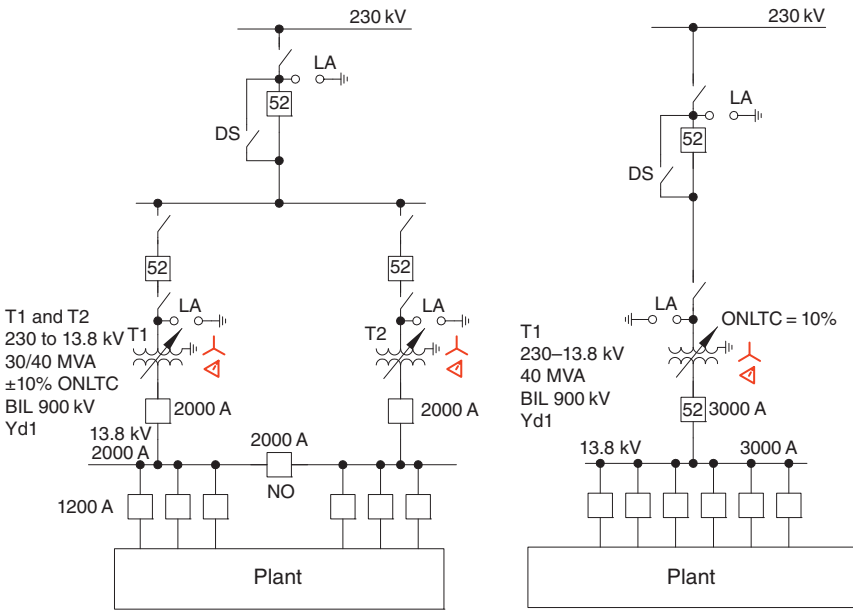 230 kV
LA
52
DS
52
52
T1 and T2
230 to 13.8 kV
30/40 MVA
±10% ONLTC
BIL 900 kV
Yd1
LA
T1
LA
T2
2000 A
2000 A
13.8 kV
2000 A
2000 A
NO
1200 A
Plant
230 kV
LA
52
DS
LA
ONLTC = 10%
T1
230–13.8 kV
40 MVA
BIL 900 kV
Yd1
52
3000 A
13.8 kV
3000 A
Plant